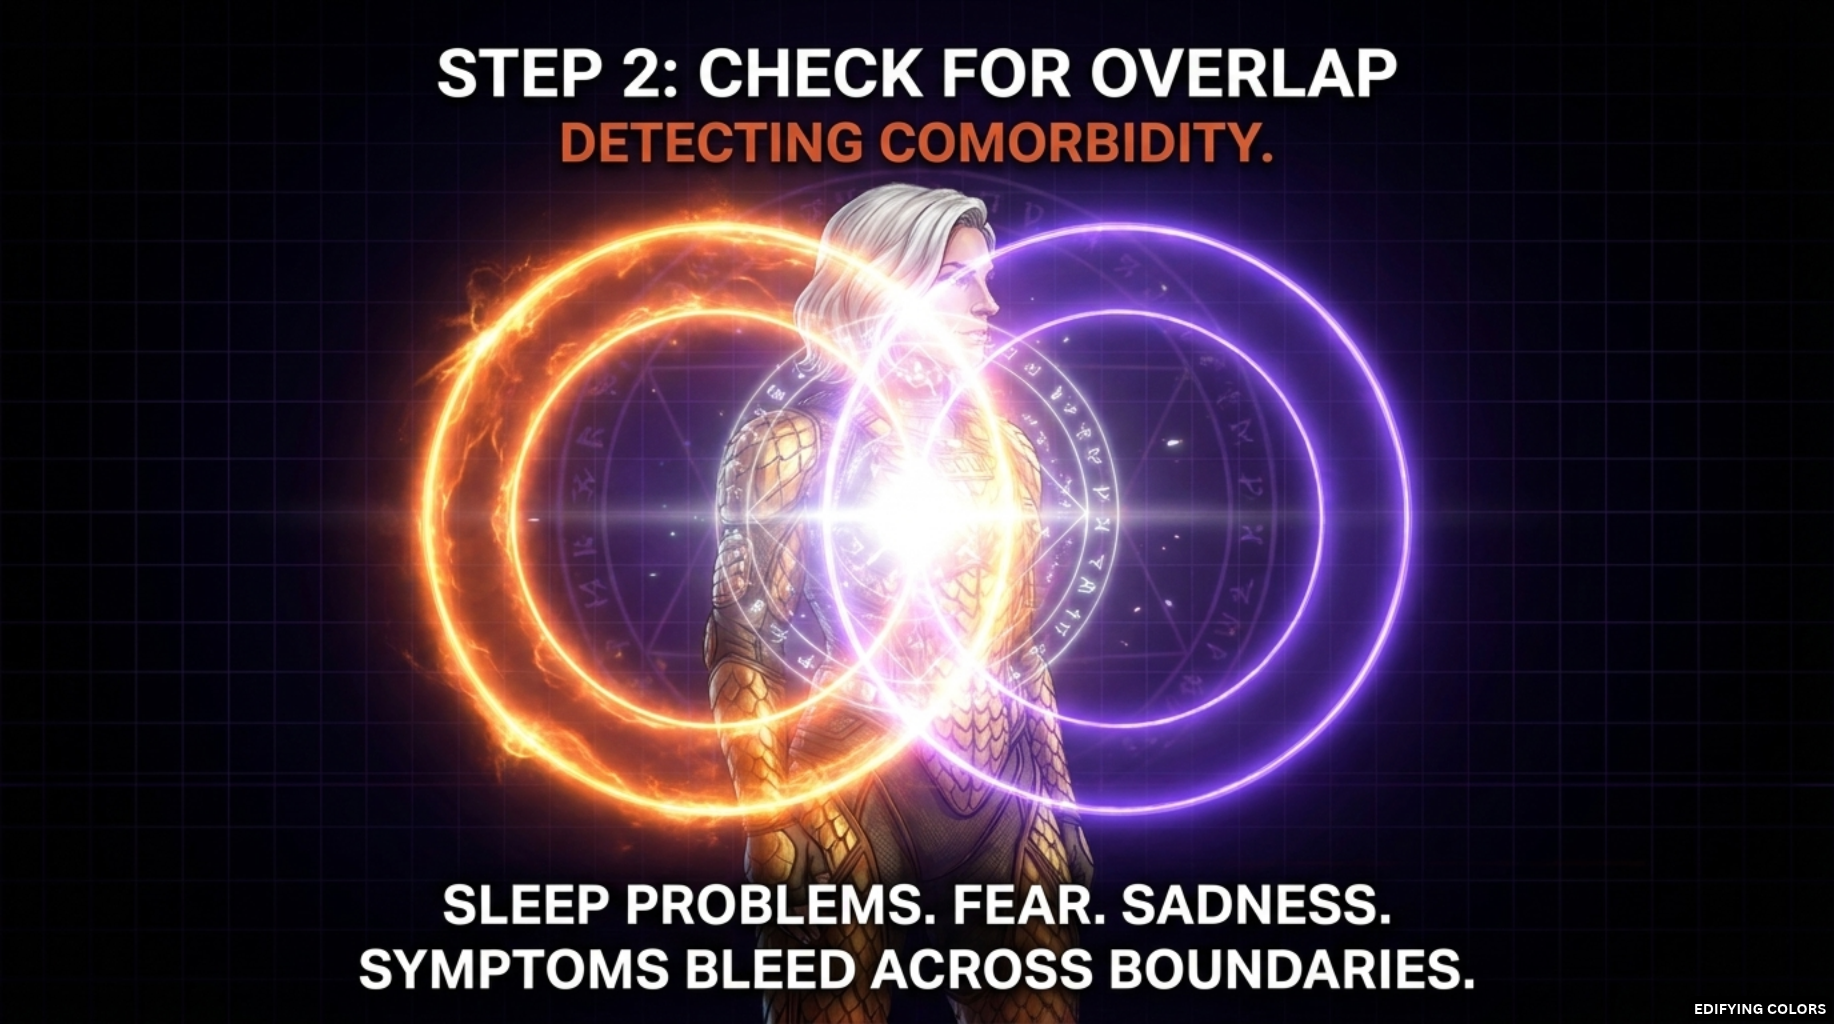 STEP 2: CHECK FOR OVERLAP
DETECTING COMORBIDITY.
SLEEP PROBLEMS. FEAR. SADNESS.
SYMPTOMS BLEED ACROSS BOUNDARIES.
EDIFYING COLORS